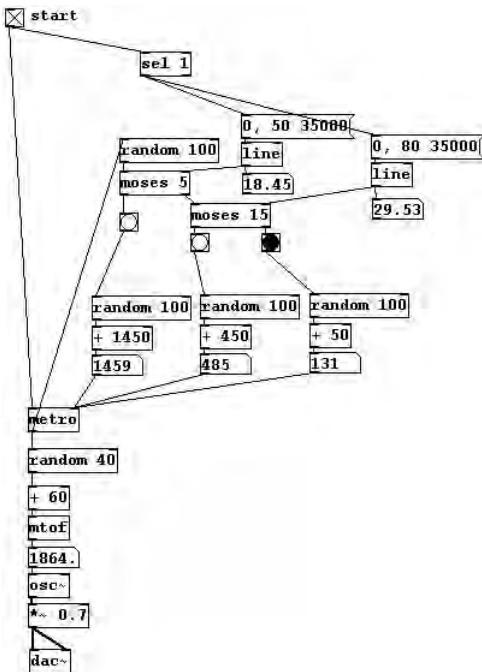 start
sel 1
0, 50 35000
0, 80 35000
random 100
line
line
moses 5
18.45
29.53
moses 15
random 100
random 100
random 100
+ 1450
+ 450
+ 50
1459
485
131
metro
random 40
+ 60
mtof
1864.
osc~
*~ 0.7
dac~